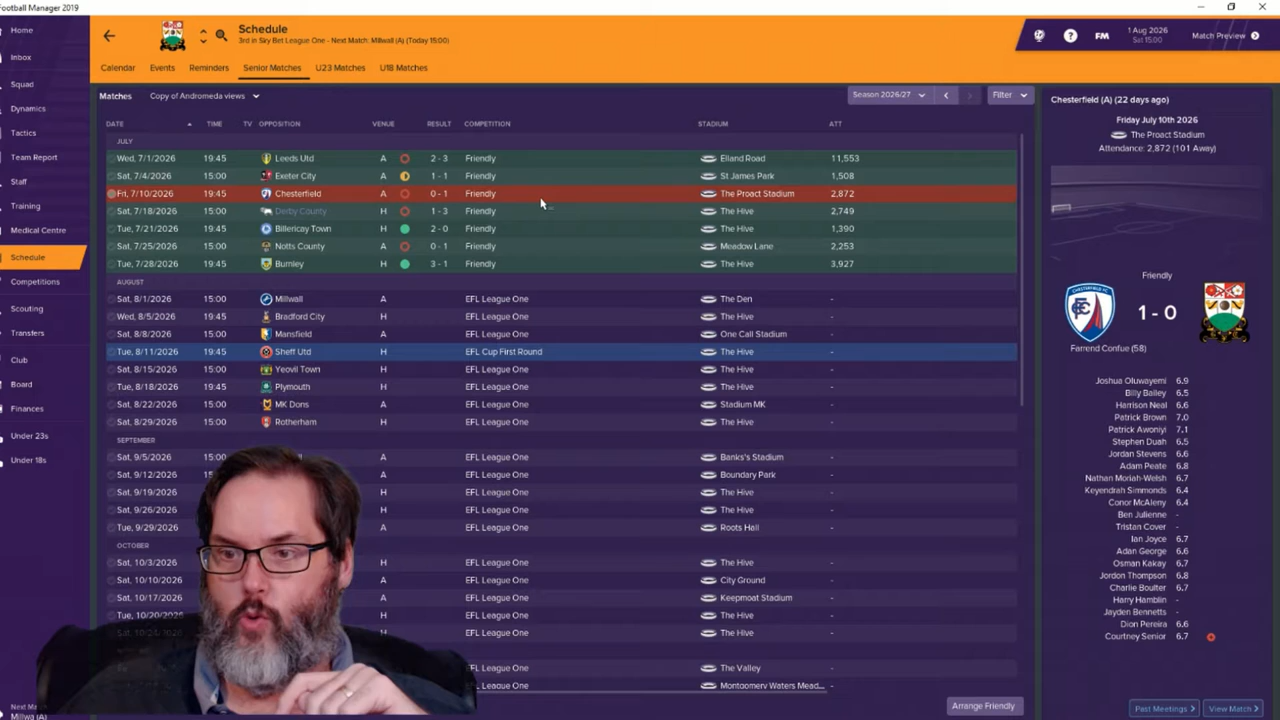 Football Manager 2019
Home
Inbox
Squad
Dynamics
Tactics
Team Report
Staff
Training
Medical Centre
Schedule
Competitions
Scouting
Transfers
Club
Board
Finances
Under 23s
Under 18s
Next Match
Millwa (A)
Schedule
3rd in Sky Bet League One - Next Match: Millwall (A) (Today 15:00)
FM
1 Aug 2026
Sat 15:00
Match Preview
Calendar Events Reminders Senior Matches U23 Matches U18 Matches
Matches Copy of Andromeda views Season 2026/27 Filter
DATE TIME TV OPPOSITION VENUE RESULT COMPETITION STADIUM ATT
JULY
Wed, 7/1/2026 19:45 Leeds Utd A 2 - 3 Friendly Elland Road 11,553
Sat, 7/4/2026 15:00 Exeter City A 1 - 1 Friendly St James Park 1,508
Fri, 7/10/2026 19:45 Chesterfield A 0 - 1 Friendly The Proact Stadium 2,872
Sat, 7/18/2026 15:00 Derby County H 1 - 3 Friendly The Hive 2,749
Tue, 7/21/2026 19:45 Billericay Town H 2 - 0 Friendly The Hive 1,390
Sat, 7/25/2026 15:00 Notts County A 0 - 1 Friendly Meadow Lane 2,253
Tue, 7/28/2026 19:45 Burnley H 3 - 1 Friendly The Hive 3,927
AUGUST
Sat, 8/1/2026 15:00 Millwall A EFL League One The Den -
Wed, 8/5/2026 19:45 Bradford City H EFL League One The Hive -
Sat, 8/8/2026 15:00 Mansfield A EFL League One One Call Stadium -
Tue, 8/11/2026 19:45 Sheff Utd H EFL Cup First Round The Hive -
Sat, 8/15/2026 15:00 Yeovil Town H EFL League One The Hive -
Tue, 8/18/2026 19:45 Plymouth H EFL League One The Hive -
Sat, 8/22/2026 15:00 MK Dons A EFL League One Stadium MK -
Sat, 8/29/2026 15:00 Rotherham H EFL League One The Hive -
SEPTEMBER
Sat, 9/5/2026 15:00 A EFL League One Banks's Stadium -
Sat, 9/12/2026 A EFL League One Boundary Park -
Sat, 9/19/2026 H EFL League One The Hive -
Sat, 9/26/2026 H EFL League One The Hive -
Tue, 9/29/2026 A EFL League One Roots Hall -
OCTOBER
Sat, 10/3/2026 H EFL League One The Hive -
Sat, 10/10/2026 A EFL League One City Ground -
Sat, 10/17/2026 A EFL League One Keepmoat Stadium -
Tue, 10/20/2026 H EFL League One The Hive -
Sat, 10/24/2026 H EFL League One The Hive -
EFL League One The Valley -
EFL League One Montgomery Waters Mead... -
Arrange Friendly
Chesterfield (A) (22 days ago)
Friday July 10th 2026
The Proact Stadium
Attendance: 2,872 (101 Away)
Friendly
1 - 0
Farrend Confue (58)
Joshua Oluwayemi 6.9
Billy Bailey 6.5
Harrison Neal 6.6
Patrick Brown 7.0
Patrick Awoniyi 7.1
Stephen Duah 6.5
Jordan Stevens 6.6
Adam Peate 6.8
Nathan Moriah-Welsh 6.7
Keyendrah Simmonds 6.4
Conor McAleny 6.4
Ben Julienne -
Tristan Cover -
Ian Joyce 6.7
Adan George 6.6
Osman Kakay 6.7
Jordon Thompson 6.8
Charlie Boulter 6.7
Harry Hamblin -
Jayden Bennetts -
Dion Pereira 6.6
Courtney Senior 6.7
Past Meetings View Match